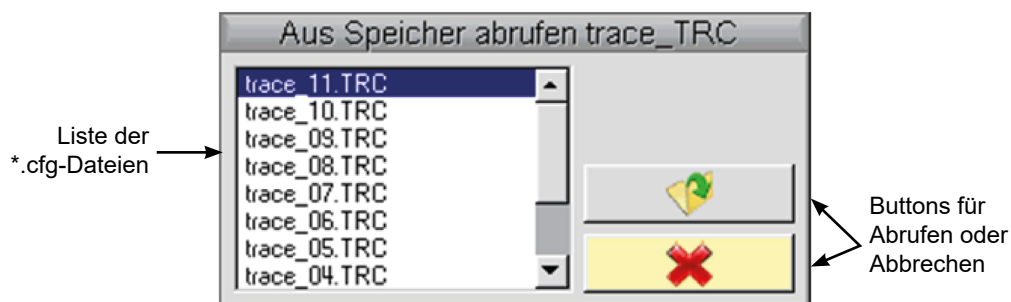 Aus Speicher abrufen trace_TRC
trace_11.TRC
trace_10.TRC
trace_09.TRC
trace_08.TRC
trace_07.TRC
trace_06.TRC
trace_05.TRC
trace_04.TRC
Liste der
*.cfg-Dateien
Buttons für
Abrufen oder
Abbrechen